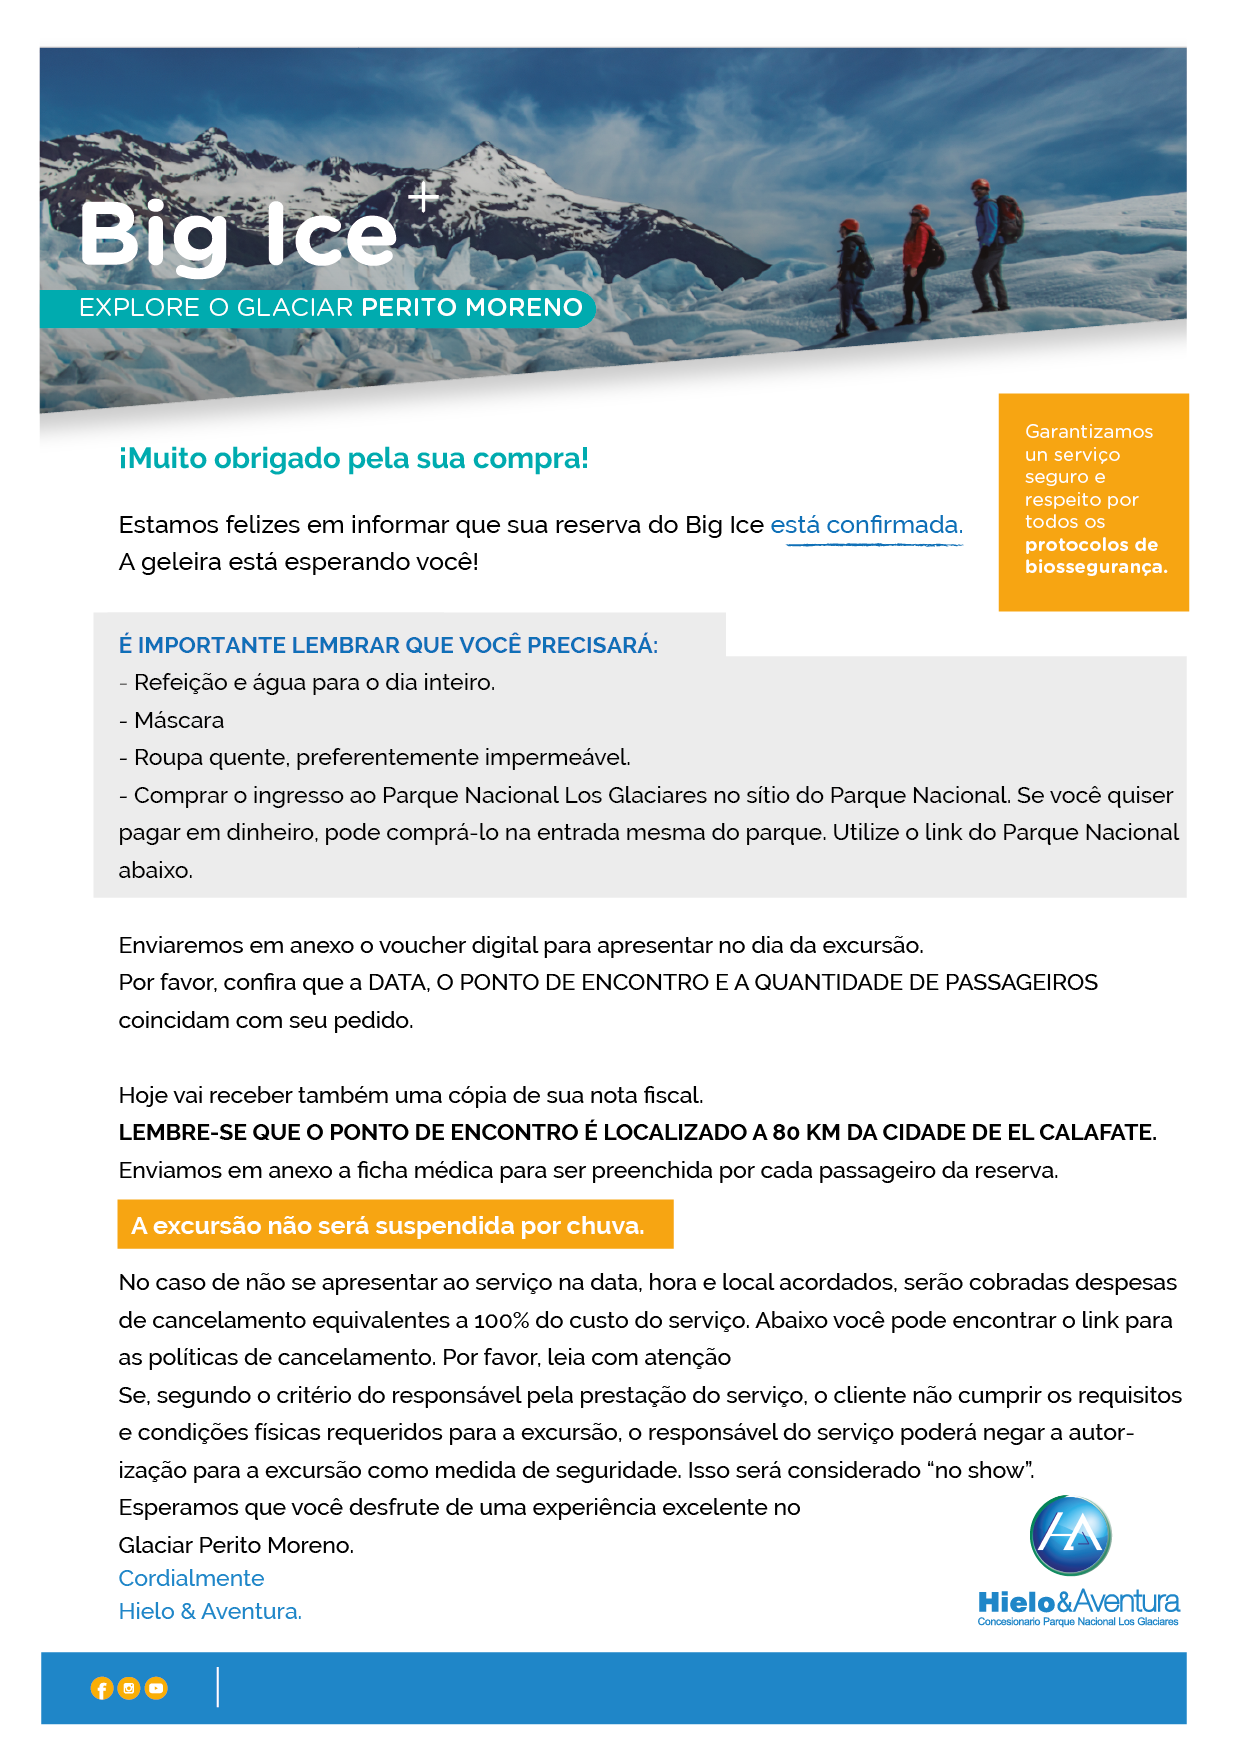 Big Ice+
EXPLORE O GLACIAR PERITO MORENO
Garantizamos
un serviço
seguro e
respeito por
todos os
protocolos de
biossegurança.
¡Muito obrigado pela sua compra!
Estamos felizes em informar que sua reserva do Big Ice está confirmada.
A geleira está esperando você!
É IMPORTANTE LEMBRAR QUE VOCÊ PRECISARÁ:
- Refeição e água para o dia inteiro.
- Máscara
- Roupa quente, preferentemente impermeável.
- Comprar o ingresso ao Parque Nacional Los Glaciares no sítio do Parque Nacional. Se você quiser
pagar em dinheiro, pode comprá-lo na entrada mesma do parque. Utilize o link do Parque Nacional
abaixo.
Enviaremos em anexo o voucher digital para apresentar no dia da excursão.
Por favor, confira que a DATA, O PONTO DE ENCONTRO E A QUANTIDADE DE PASSAGEIROS
coincidam com seu pedido.
Hoje vai receber também uma cópia de sua nota fiscal.
LEMBRE-SE QUE O PONTO DE ENCONTRO É LOCALIZADO A 80 KM DA CIDADE DE EL CALAFATE.
Enviamos em anexo a ficha médica para ser preenchida por cada passageiro da reserva.
A excursão não será suspendida por chuva.
No caso de não se apresentar ao serviço na data, hora e local acordados, serão cobradas despesas
de cancelamento equivalentes a 100% do custo do serviço. Abaixo você pode encontrar o link para
as políticas de cancelamento. Por favor, leia com atenção
Se, segundo o critério do responsável pela prestação do serviço, o cliente não cumprir os requisitos
e condições físicas requeridos para a excursão, o responsável do serviço poderá negar a autor-
ização para a excursão como medida de seguridade. Isso será considerado “no show”.
Esperamos que você desfrute de uma experiência excelente no
Glaciar Perito Moreno.
Cordialmente
Hielo & Aventura.
HA
Hielo&Aventura
Concesionario Parque Nacional Los Glaciares